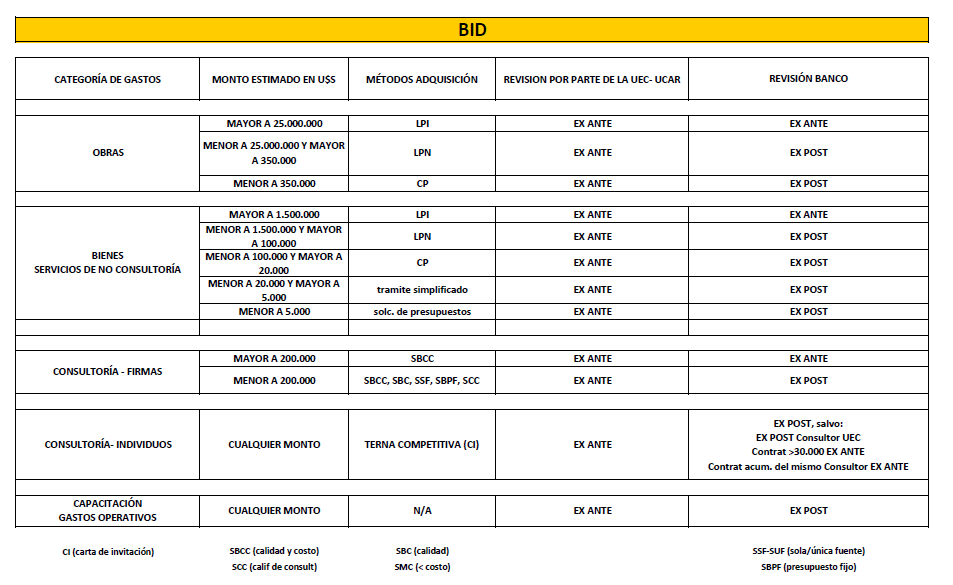 BID
CATEGORÍA DE GASTOS
MONTO ESTIMADO EN U$S
MÉTODOS ADQUISICIÓN
REVISION POR PARTE DE LA UEC- UCAR
REVISIÓN BANCO
OBRAS
MAYOR A 25.000.000
LPI
EX ANTE
EX ANTE
MENOR A 25.000.000 Y MAYOR
A 350.000
LPN
EX ANTE
EX POST
MENOR A 350.000
CP
EX ANTE
EX POST
BIENES
SERVICIOS DE NO CONSULTORÍA
MAYOR A 1.500.000
LPI
EX ANTE
EX ANTE
MENOR A 1.500.000 Y MAYOR
A 100.000
LPN
EX ANTE
EX POST
MENOR A 100.000 Y MAYOR A
20.000
CP
EX ANTE
EX POST
MENOR A 20.000 Y MAYOR A
5.000
tramite simplificado
EX ANTE
EX POST
MENOR A 5.000
solc. de presupuestos
EX ANTE
EX POST
CONSULTORÍA - FIRMAS
MAYOR A 200.000
SBCC
EX ANTE
EX ANTE
MENOR A 200.000
SBCC, SBC, SSF, SBPF, SCC
EX ANTE
EX POST
CONSULTORÍA- INDIVIDUOS
CUALQUIER MONTO
TERNA COMPETITIVA (CI)
EX ANTE
EX POST, salvo:
EX POST Consultor UEC
Contrat >30.000 EX ANTE
Contrat acum. del mismo Consultor EX ANTE
CAPACITACIÓN
GASTOS OPERATIVOS
CUALQUIER MONTO
N/A
EX ANTE
EX POST
CI (carta de invitación)
SBCC (calidad y costo)
SBC (calidad)
SSF-SUF (sola/única fuente)
SCC (calif de consult)
SMC (< costo)
SBPF (presupuesto fijo)